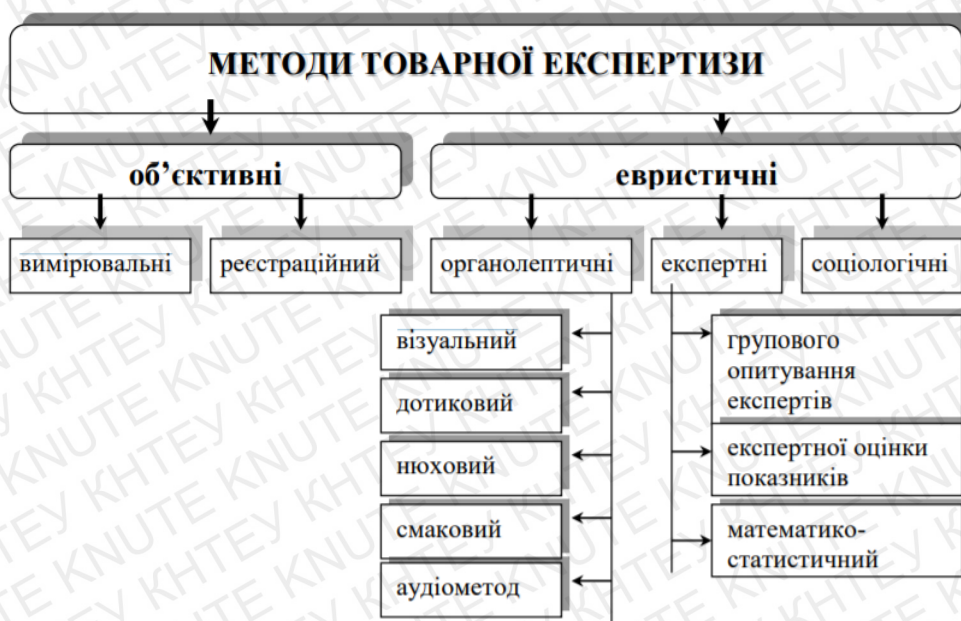 МЕТОДИ ТОВАРНОЇ ЕКСПЕРТИЗИ
об’єктивні
евристичні
вимірювальні
реєстраційний
органолептичні
експертні
соціологічні
візуальний
дотиковий
нюховий
смаковий
аудіометод
групового
опитування
експертів
експертної оцінки
показників
математико-
статистичний